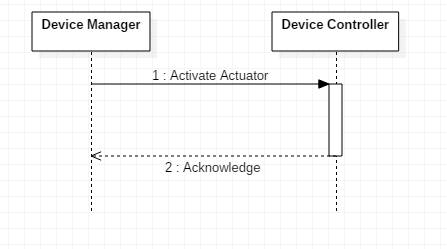 Device Manager
Device Controller
1 : Activate Actuator
2 : Acknowledge